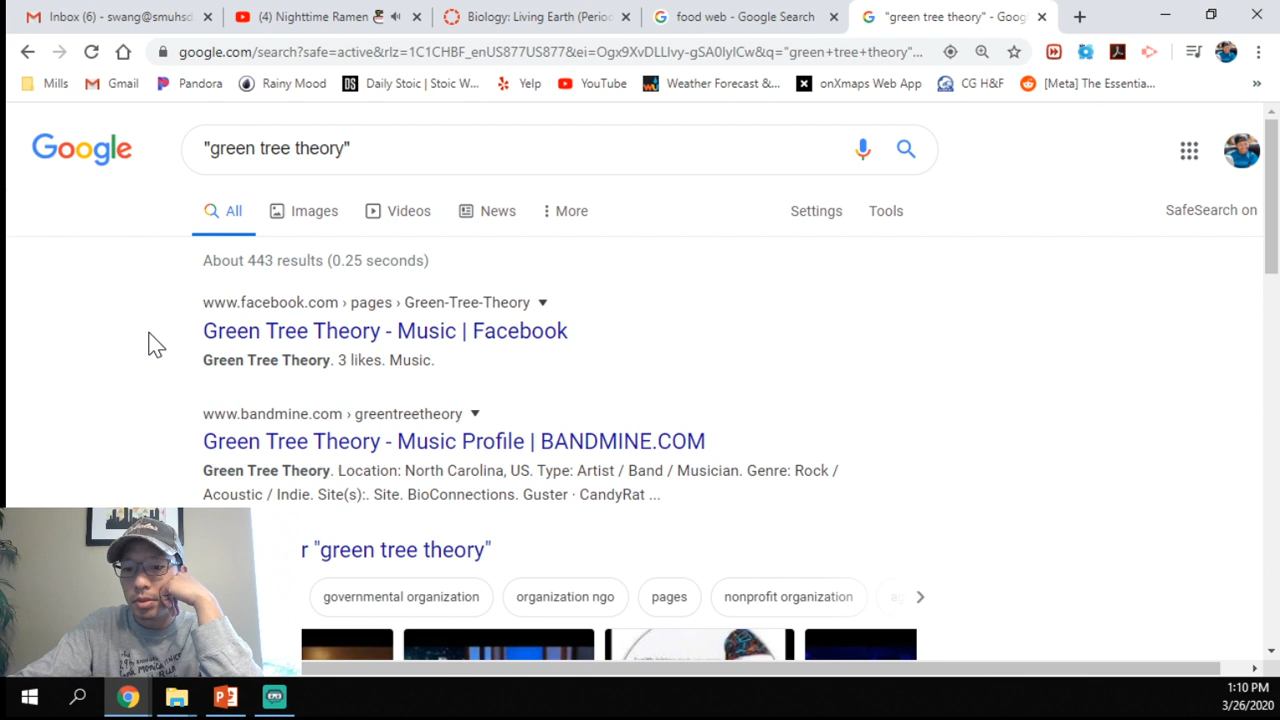 Inbox (6) - swang@smuhsd
(4) Nighttime Ramen
Biology: Living Earth (Perio
food web - Google Search
"green tree theory" - Goog
google.com/search?safe=active&rlz=1C1CHBF_enUS877US877&ei=Ogx9XvDLLIvy-gSA0IyICw&q="green+tree+theory"...
Mills
Gmail
Pandora
Rainy Mood
Daily Stoic | Stoic W...
Yelp
YouTube
Weather Forecast &...
onXmaps Web App
CG H&F
[Meta] The Essentia...
»
Google
"green tree theory"
All
Images
Videos
News
More
Settings
Tools
SafeSearch on
About 443 results (0.25 seconds)
www.facebook.com › pages › Green-Tree-Theory
Green Tree Theory - Music | Facebook
Green Tree Theory. 3 likes. Music.
www.bandmine.com › greentreetheory
Green Tree Theory - Music Profile | BANDMINE.COM
Green Tree Theory. Location: North Carolina, US. Type: Artist / Band / Musician. Genre: Rock /
Acoustic / Indie. Site(s):. Site. BioConnections. Guster · CandyRat ...
r "green tree theory"
governmental organization
organization ngo
pages
nonprofit organization
1:10 PM
3/26/2020